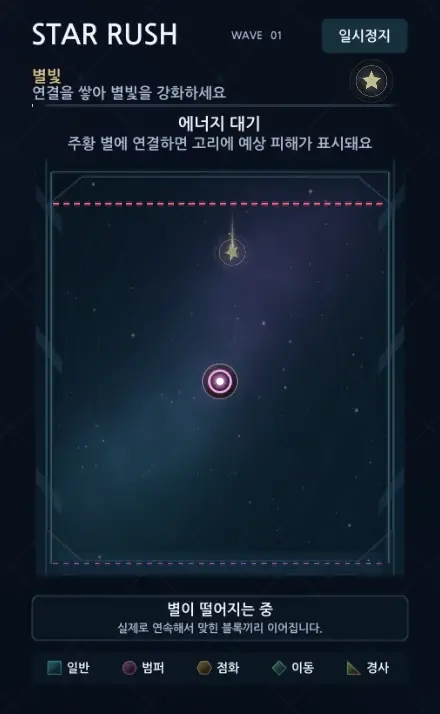 STAR RUSH
WAVE 01
일시정지
별빛
연결을 쌓아 별빛을 강화하세요
에너지 대기
주황 별에 연결하면 고리에 예상 피해가 표시돼요
별이 떨어지는 중
실제로 연속해서 맞힌 블록끼리 이어집니다.
일반
범퍼
점화
이동
경사